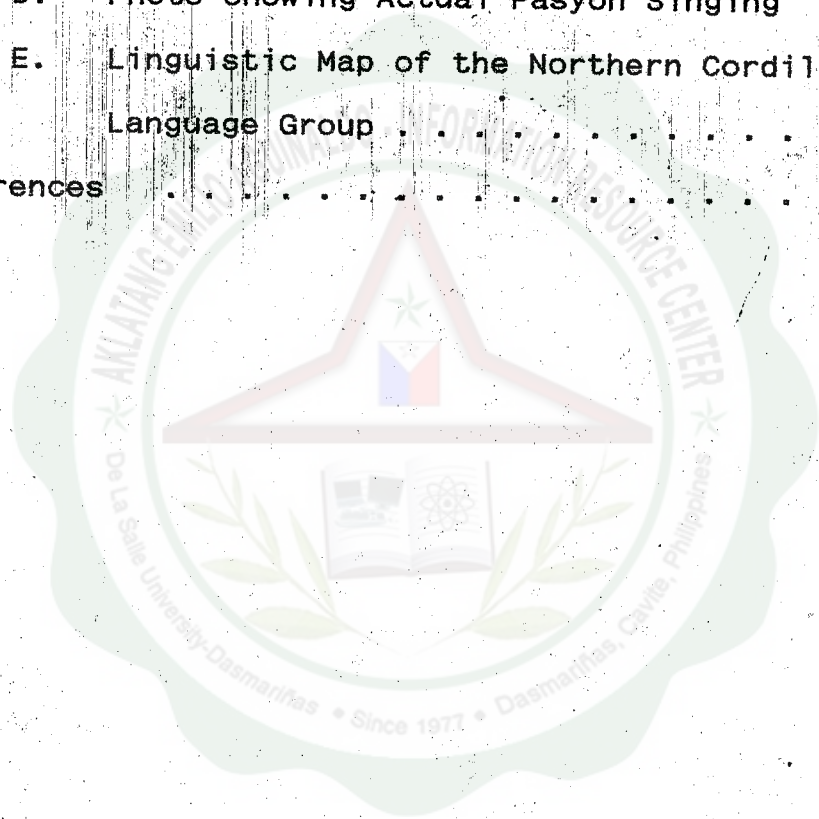 Photo Showing Actual Pasyon Singing
E. Linguistic Map of the Northern Cordil
Language Group . . . . . . . . . . .
rences . . . . . . . . . . . . . . . . .
AKLATANG EMILIO AGUINALDO - INFORMATION RESOURCE CENTER
De La Salle University-Dasmariñas • Since 1977 • Dasmariñas, Cavite, Philippines